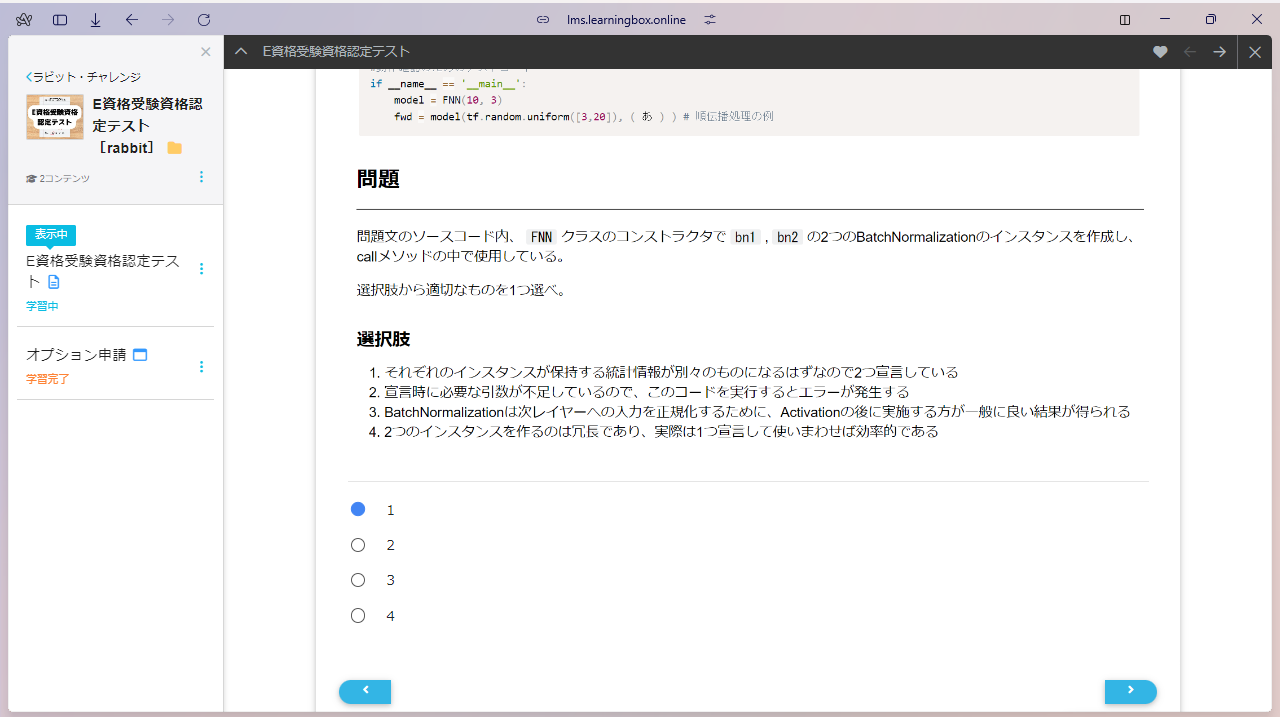 lms.learningbox.online
E資格受験資格認定テスト
ラビット・チャレンジ
E資格受験資格認
定テスト
［rabbit］
E資格受験資格
認定テスト
2コンテンツ
表示中
E資格受験資格認定テス
ト
学習中
オプション申請
学習完了
if __name__ == '__main__':
model = FNN(10, 3)
fwd = model(tf.random.uniform([3,20]), ( あ ) ) # 順伝播処理の例
問題
問題文のソースコード内、 FNN クラスのコンストラクタで bn1 , bn2 の2つのBatchNormalizationのインスタンスを作成し、
callメソッドの中で使用している。
選択肢から適切なものを1つ選べ。
選択肢
1. それぞれのインスタンスが保持する統計情報が別々のものになるはずなので2つ宣言している
2. 宣言時に必要な引数が不足しているので、このコードを実行するとエラーが発生する
3. BatchNormalizationは次レイヤーへの入力を正規化するために、Activationの後に実施する方が一般に良い結果が得られる
4. 2つのインスタンスを作るのは冗長であり、実際は1つ宣言して使いまわせば効率的である
1
2
3
4